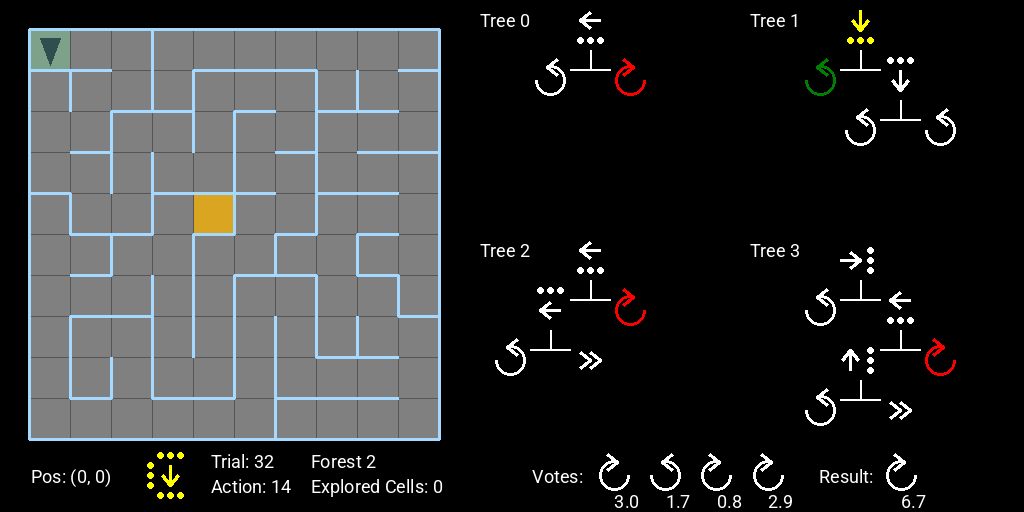 Tree 0
Tree 1
Tree 2
Tree 3
Pos: (0, 0)
Trial: 32
Forest 2
Action: 14
Explored Cells: 0
Votes:
3.0
1.7
0.8
2.9
Result:
6.7